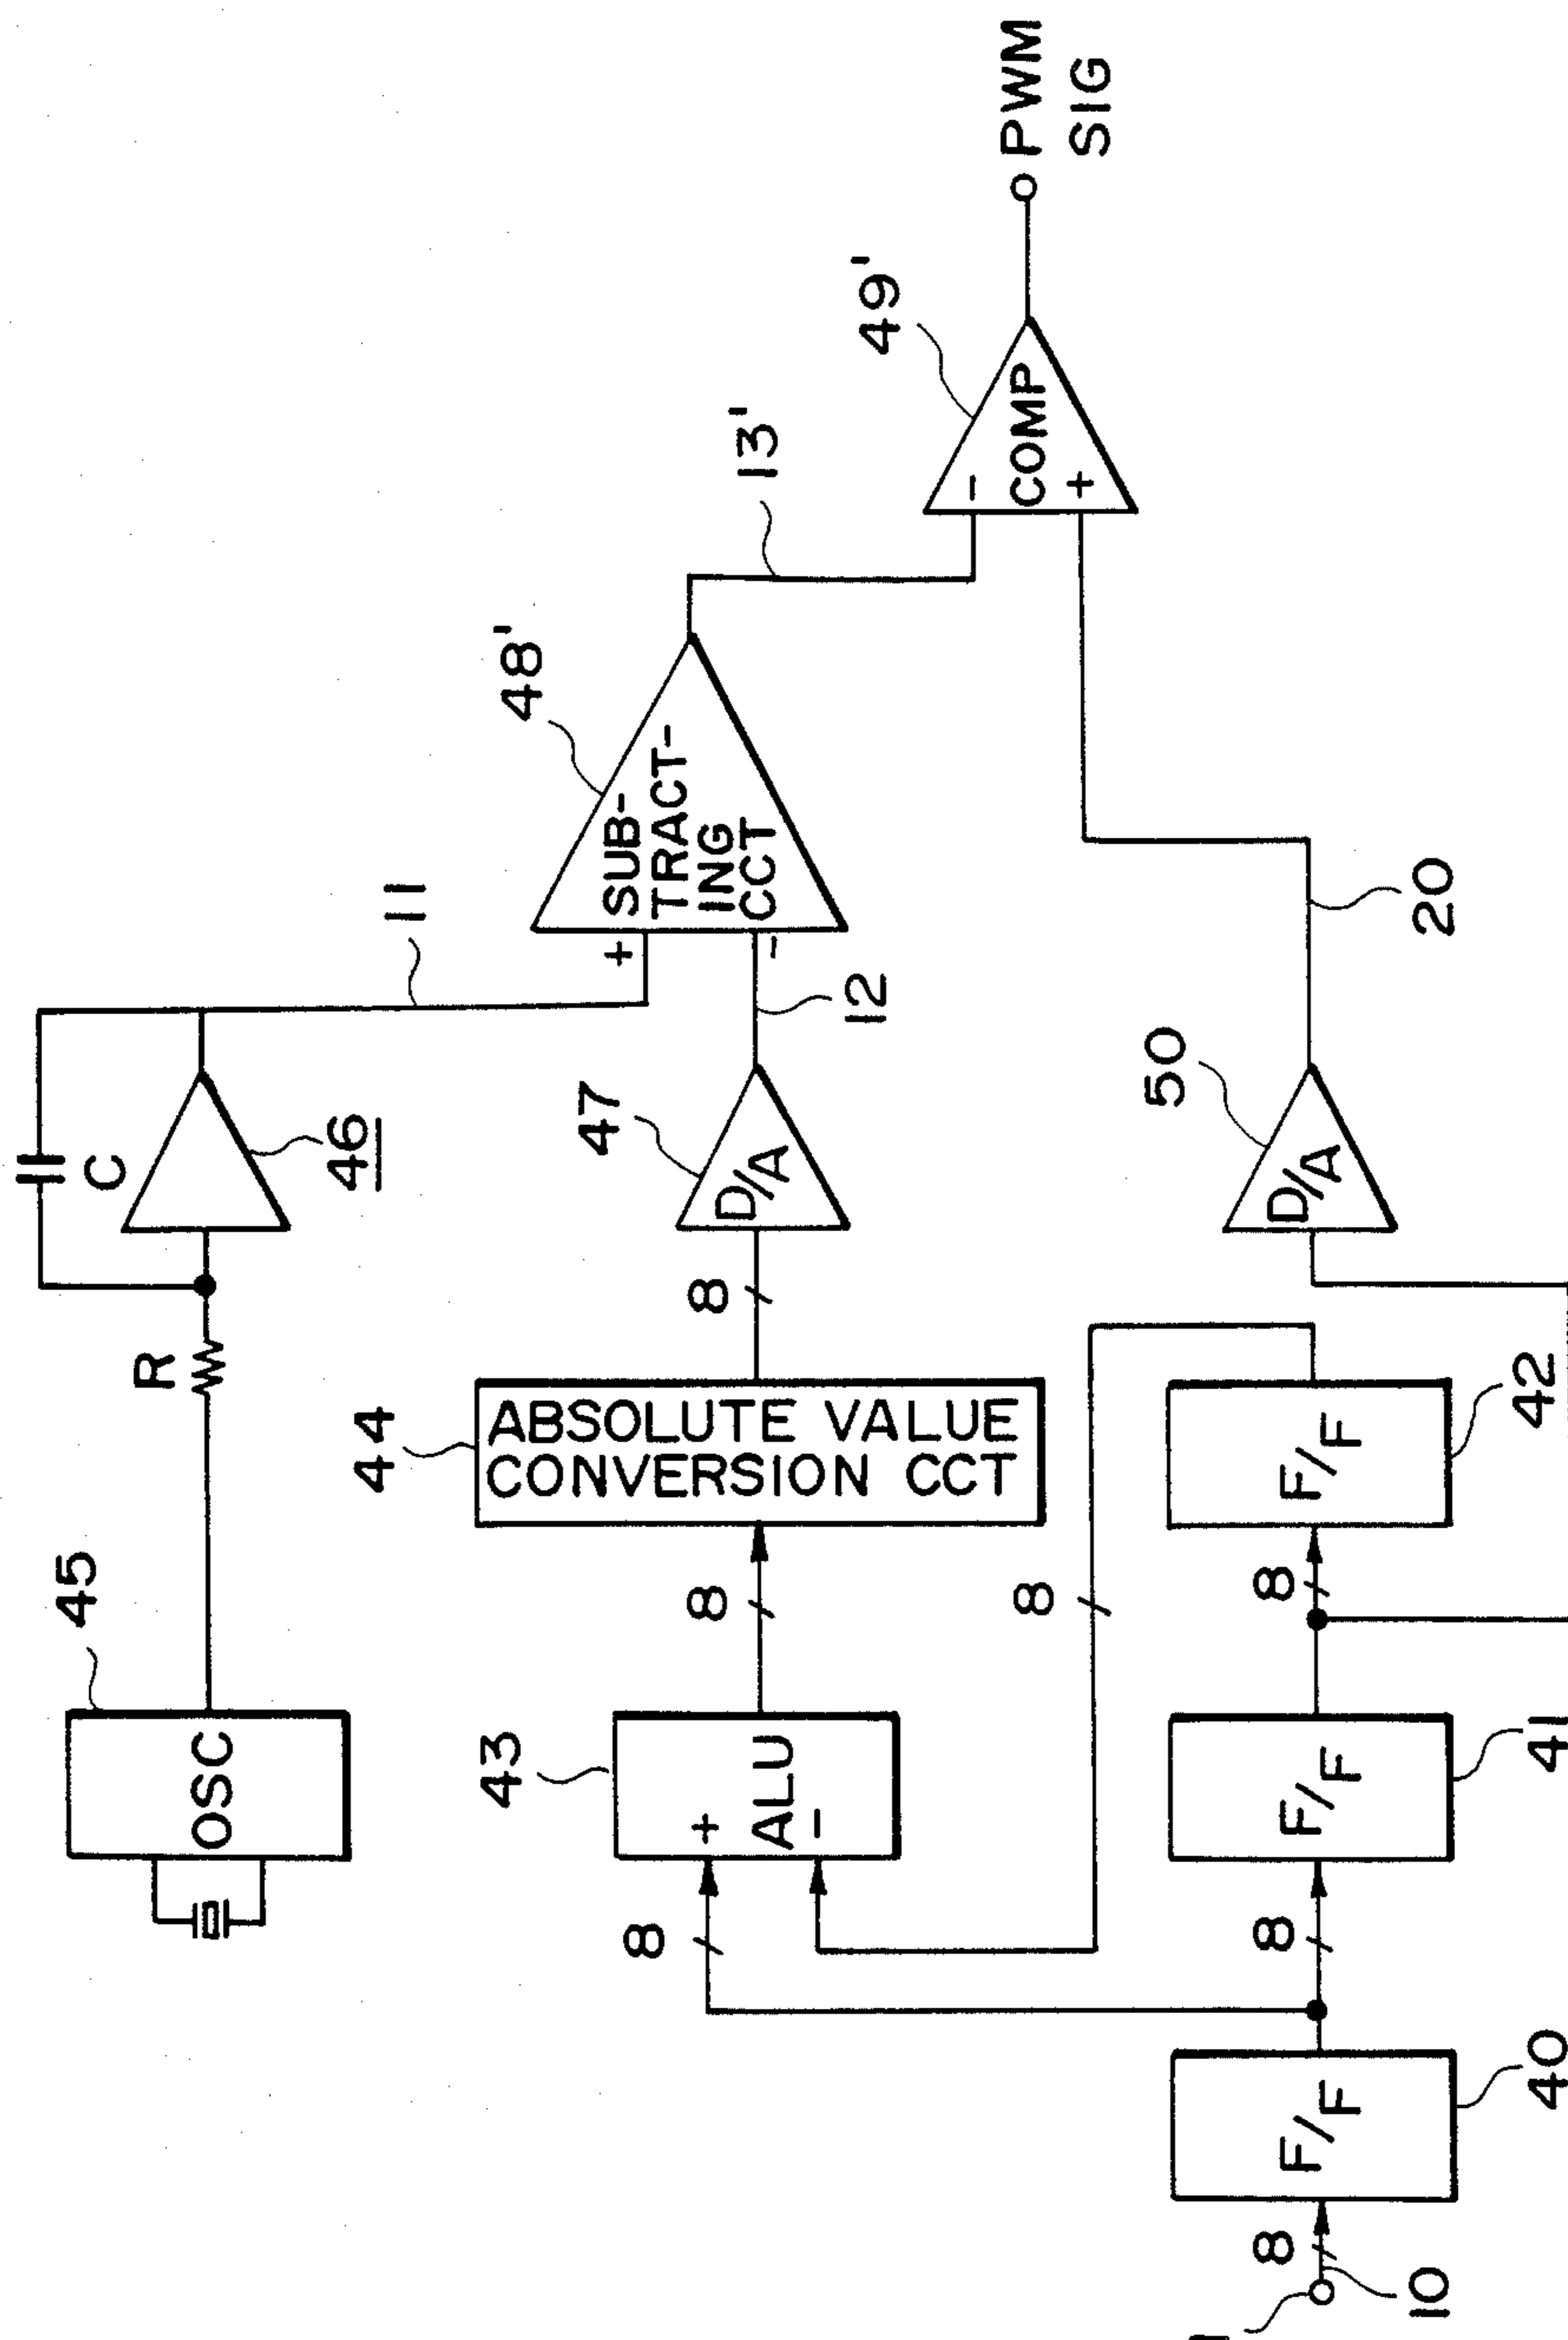 45
OSC
R
C
46
11
44
ABSOLUTE VALUE
CONVERSION CCT
43
+
ALU
-
8
8
8
8
47
D/A
12
+
-
SUB-
TRACT-
ING
CCT
48'
13'
49'
-
COMP
+
PWM
SIG
8
10
F/F
40
8
F/F
41
8
F/F
42
50
D/A
20